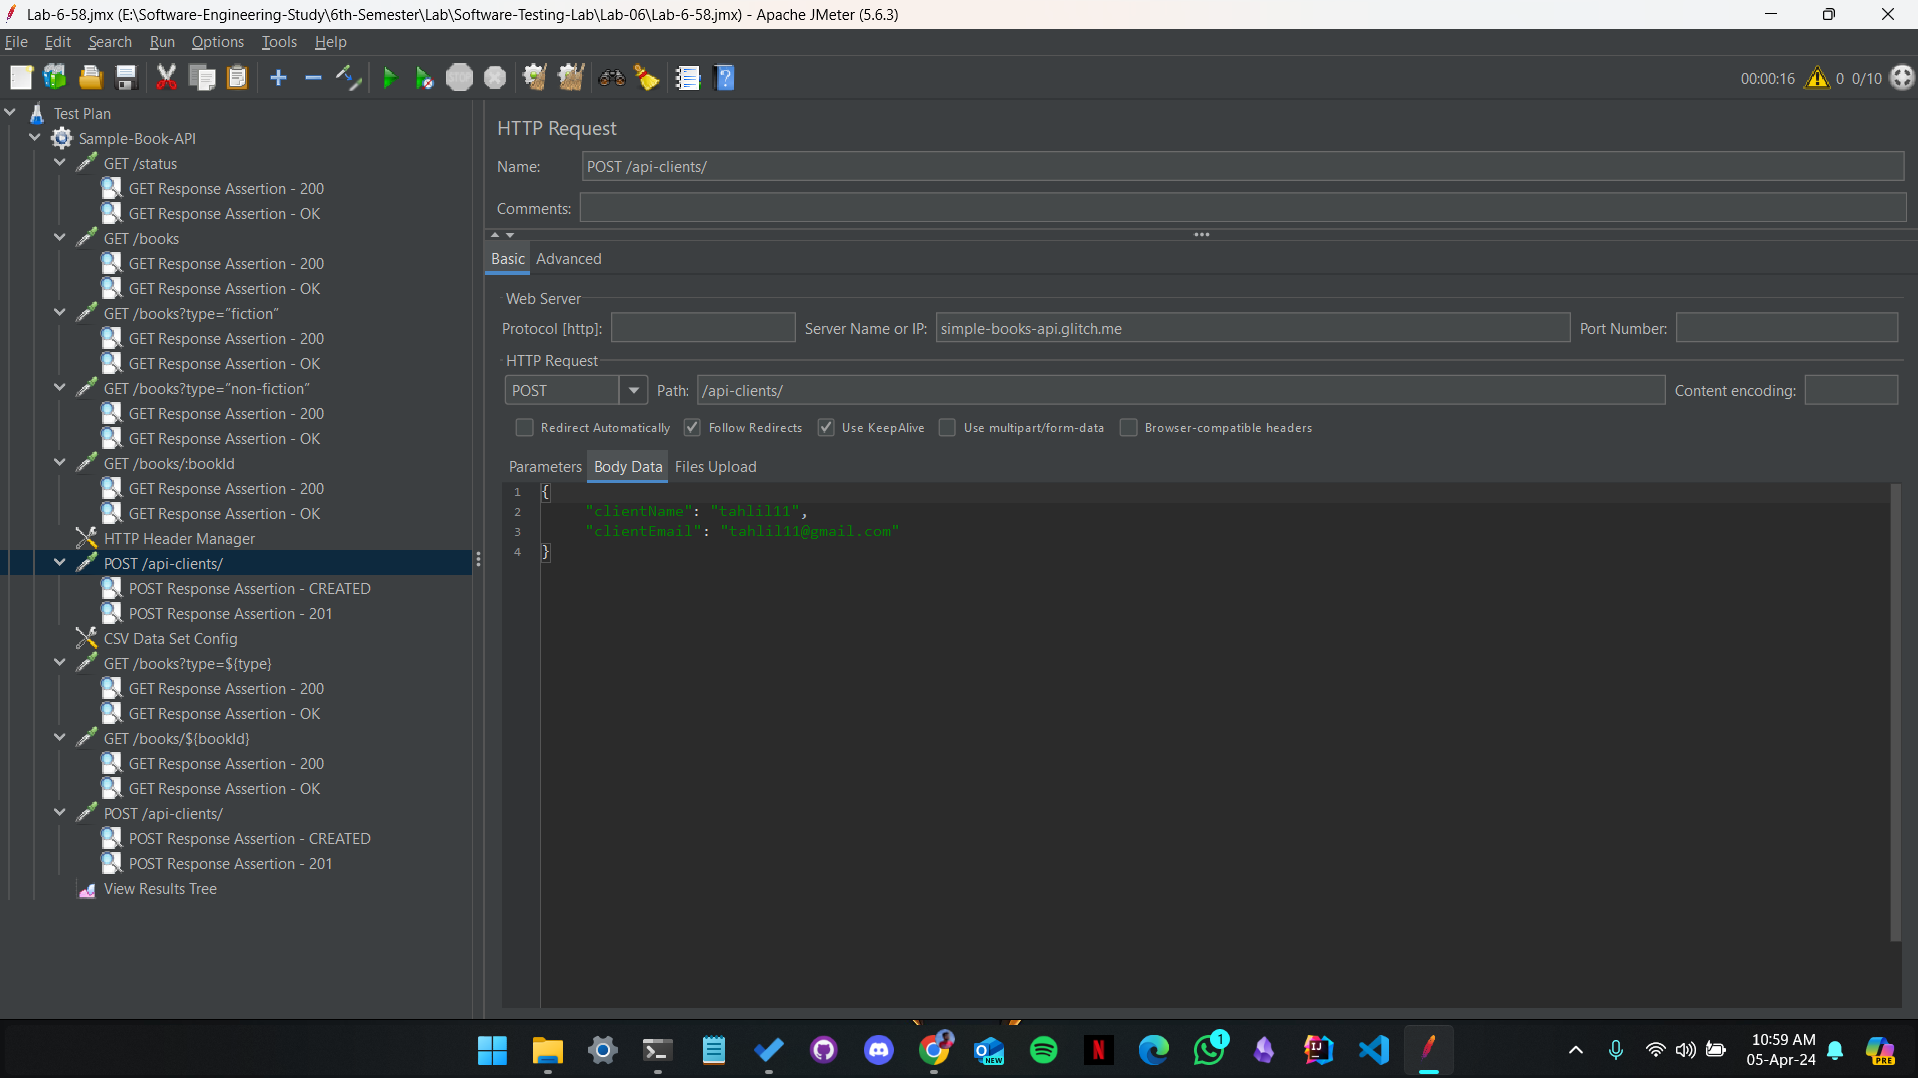 Lab-6-58.jmx (E:\Software-Engineering-Study\6th-Semester\Lab\Software-Testing-Lab\Lab-06\Lab-6-58.jmx) - Apache JMeter (5.6.3)
File Edit Search Run Options Tools Help
STOP
00:00:16 0 0/10
Test Plan
Sample-Book-API
GET /status
GET Response Assertion - 200
GET Response Assertion - OK
GET /books
GET Response Assertion - 200
GET Response Assertion - OK
GET /books?type="fiction"
GET Response Assertion - 200
GET Response Assertion - OK
GET /books?type="non-fiction"
GET Response Assertion - 200
GET Response Assertion - OK
GET /books/:bookId
GET Response Assertion - 200
GET Response Assertion - OK
HTTP Header Manager
POST /api-clients/
POST Response Assertion - CREATED
POST Response Assertion - 201
CSV Data Set Config
GET /books?type=${type}
GET Response Assertion - 200
GET Response Assertion - OK
GET /books/${bookId}
GET Response Assertion - 200
GET Response Assertion - OK
POST /api-clients/
POST Response Assertion - CREATED
POST Response Assertion - 201
View Results Tree
HTTP Request
Name: POST /api-clients/
Comments:
Basic Advanced
Web Server
Protocol [http]: Server Name or IP: simple-books-api.glitch.me Port Number:
HTTP Request
POST Path: /api-clients/ Content encoding:
Redirect Automatically Follow Redirects Use KeepAlive Use multipart/form-data Browser-compatible headers
Parameters Body Data Files Upload
1 {
2 "clientName": "tahlil11",
3 "clientEmail": "tahlil11@gmail.com"
4 }
NEW
N
1
IJ
10:59 AM
05-Apr-24
PRE